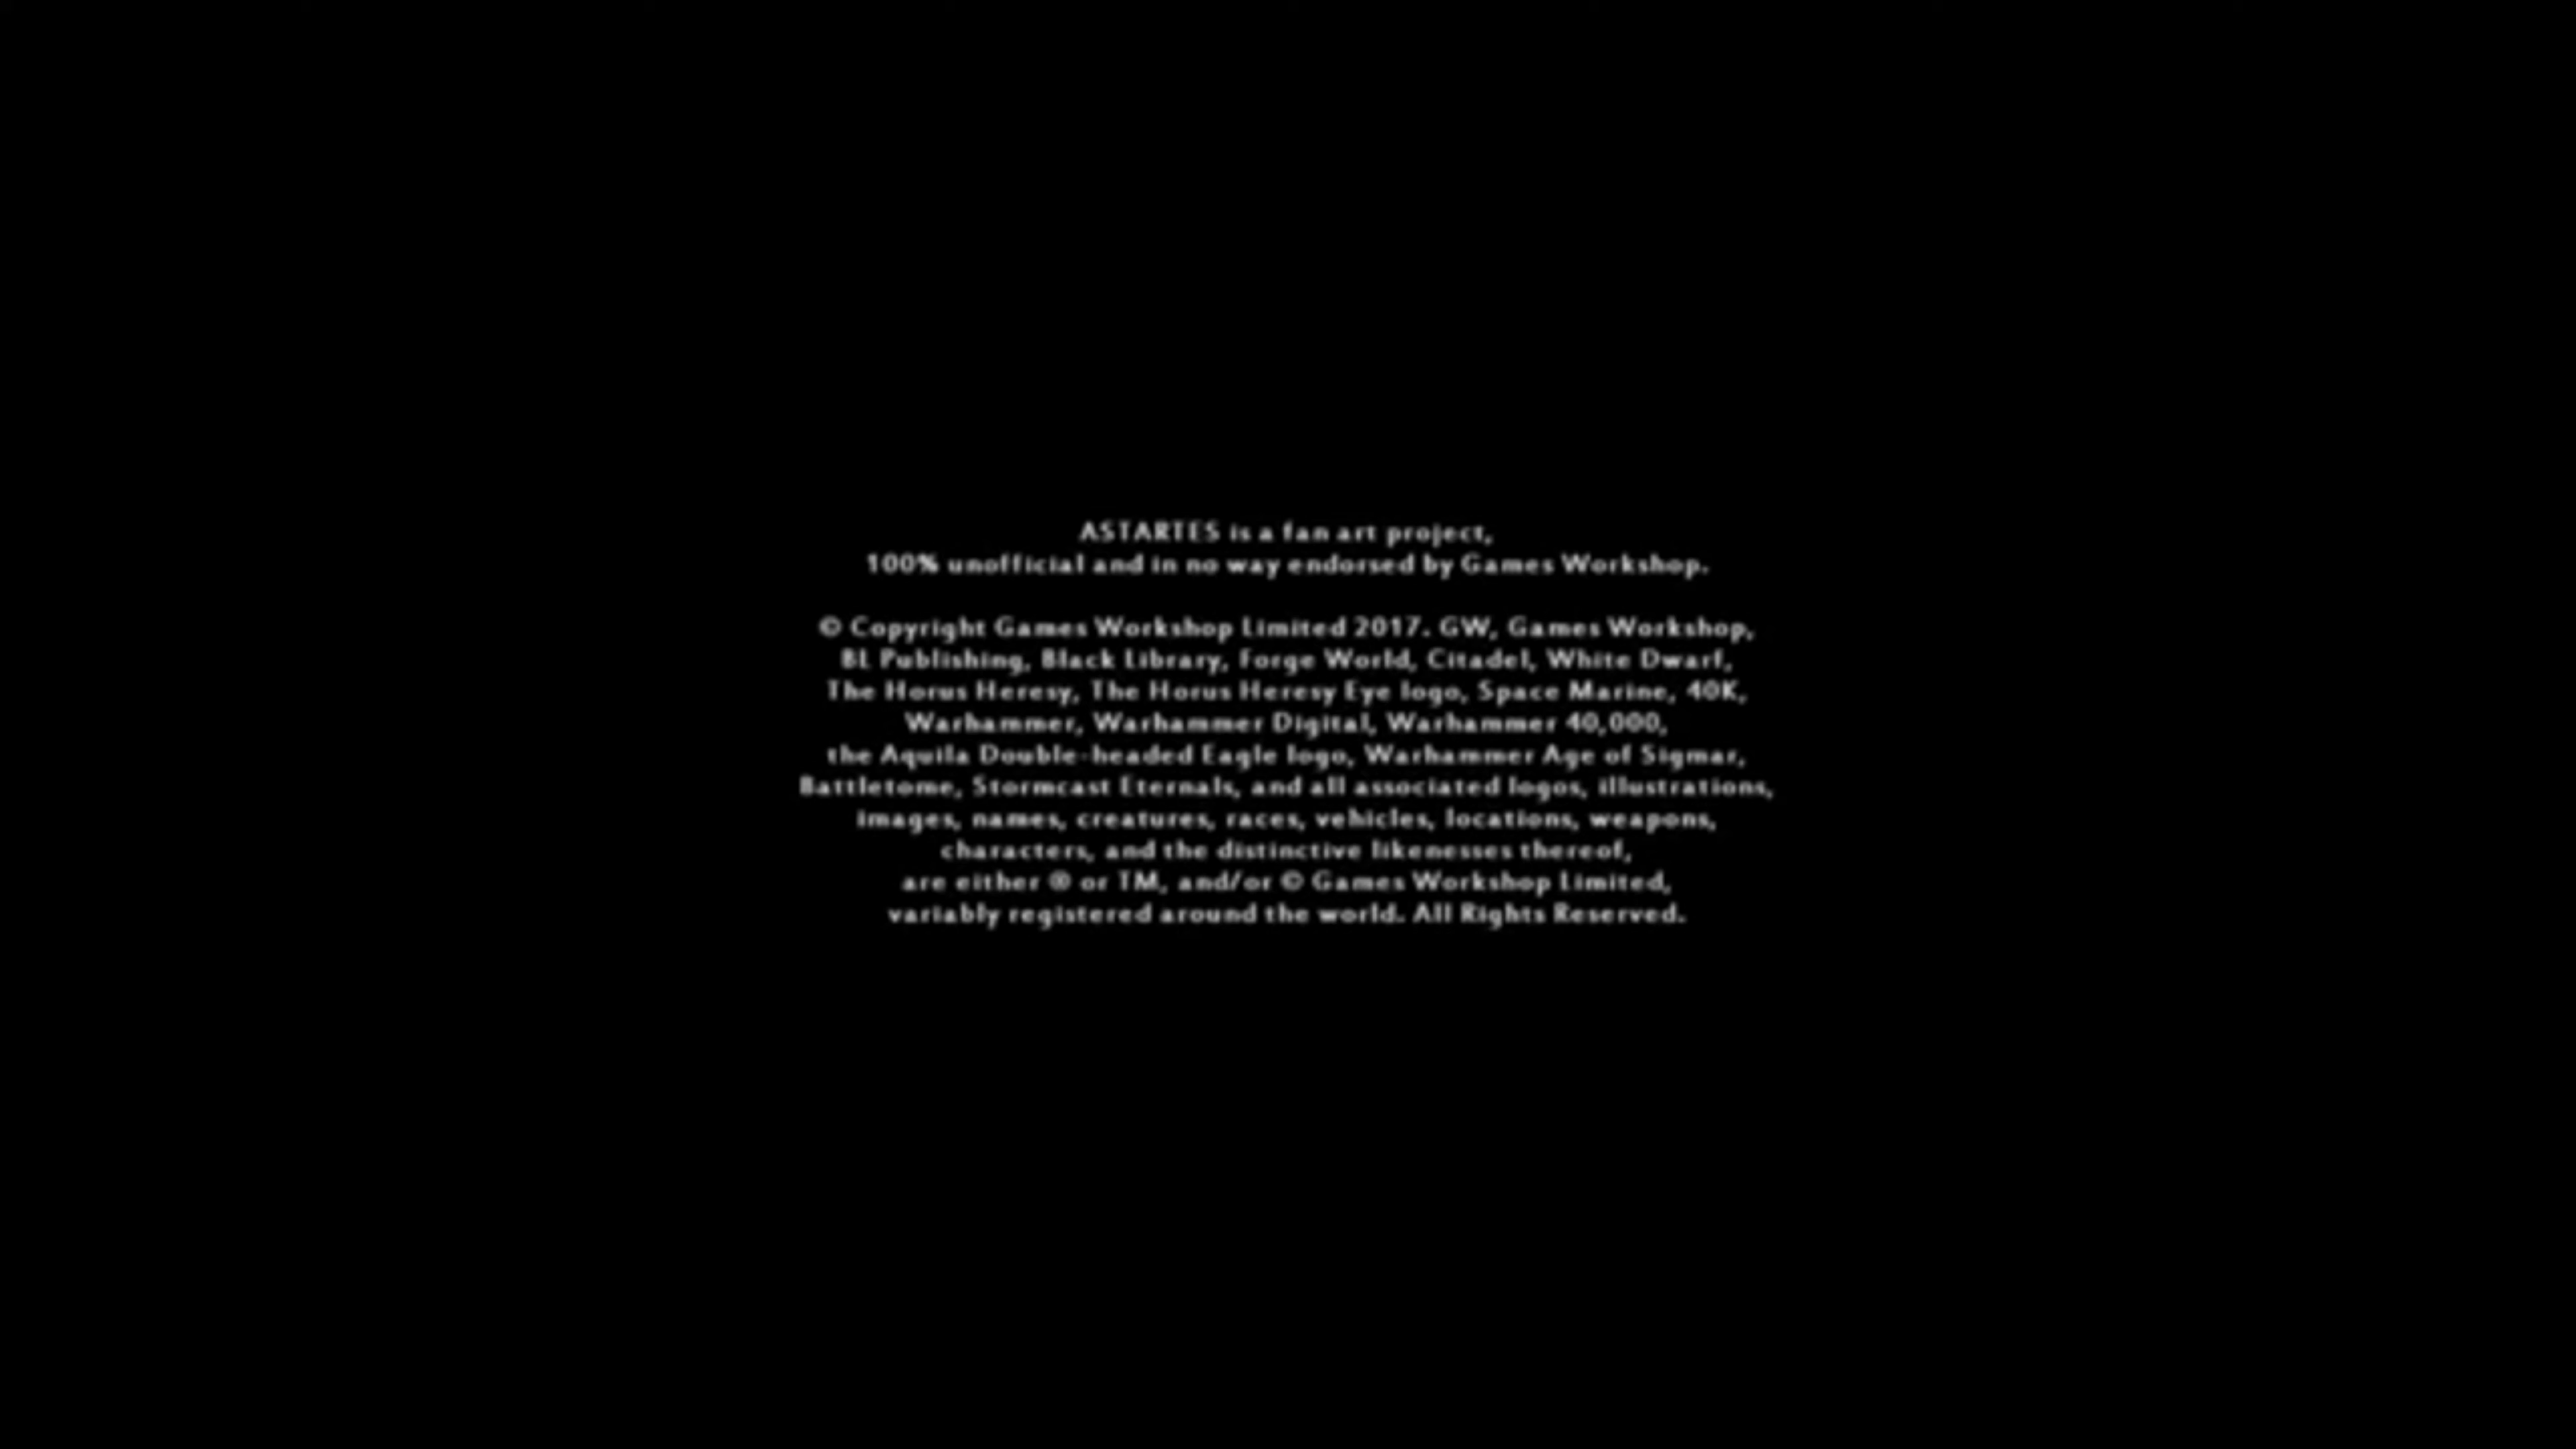 ASTARTES is a fan art project,
100% unofficial and in no way endorsed by Games Workshop.
© Copyright Games Workshop Limited 2017. GW, Games Workshop,
BL Publishing, Black Library, Forge World, Citadel, White Dwarf,
The Horus Heresy, The Horus Heresy Eye logo, Space Marine, 40K,
Warhammer, Warhammer Digital, Warhammer 40,000,
the Aquila Double-headed Eagle logo, Warhammer Age of Sigmar,
Battletome, Stormcast Eternals, and all associated logos, illustrations,
images, names, creatures, races, vehicles, locations, weapons,
characters, and the distinctive likenesses thereof,
are either ® or TM, and/or © Games Workshop Limited,
variably registered around the world. All Rights Reserved.